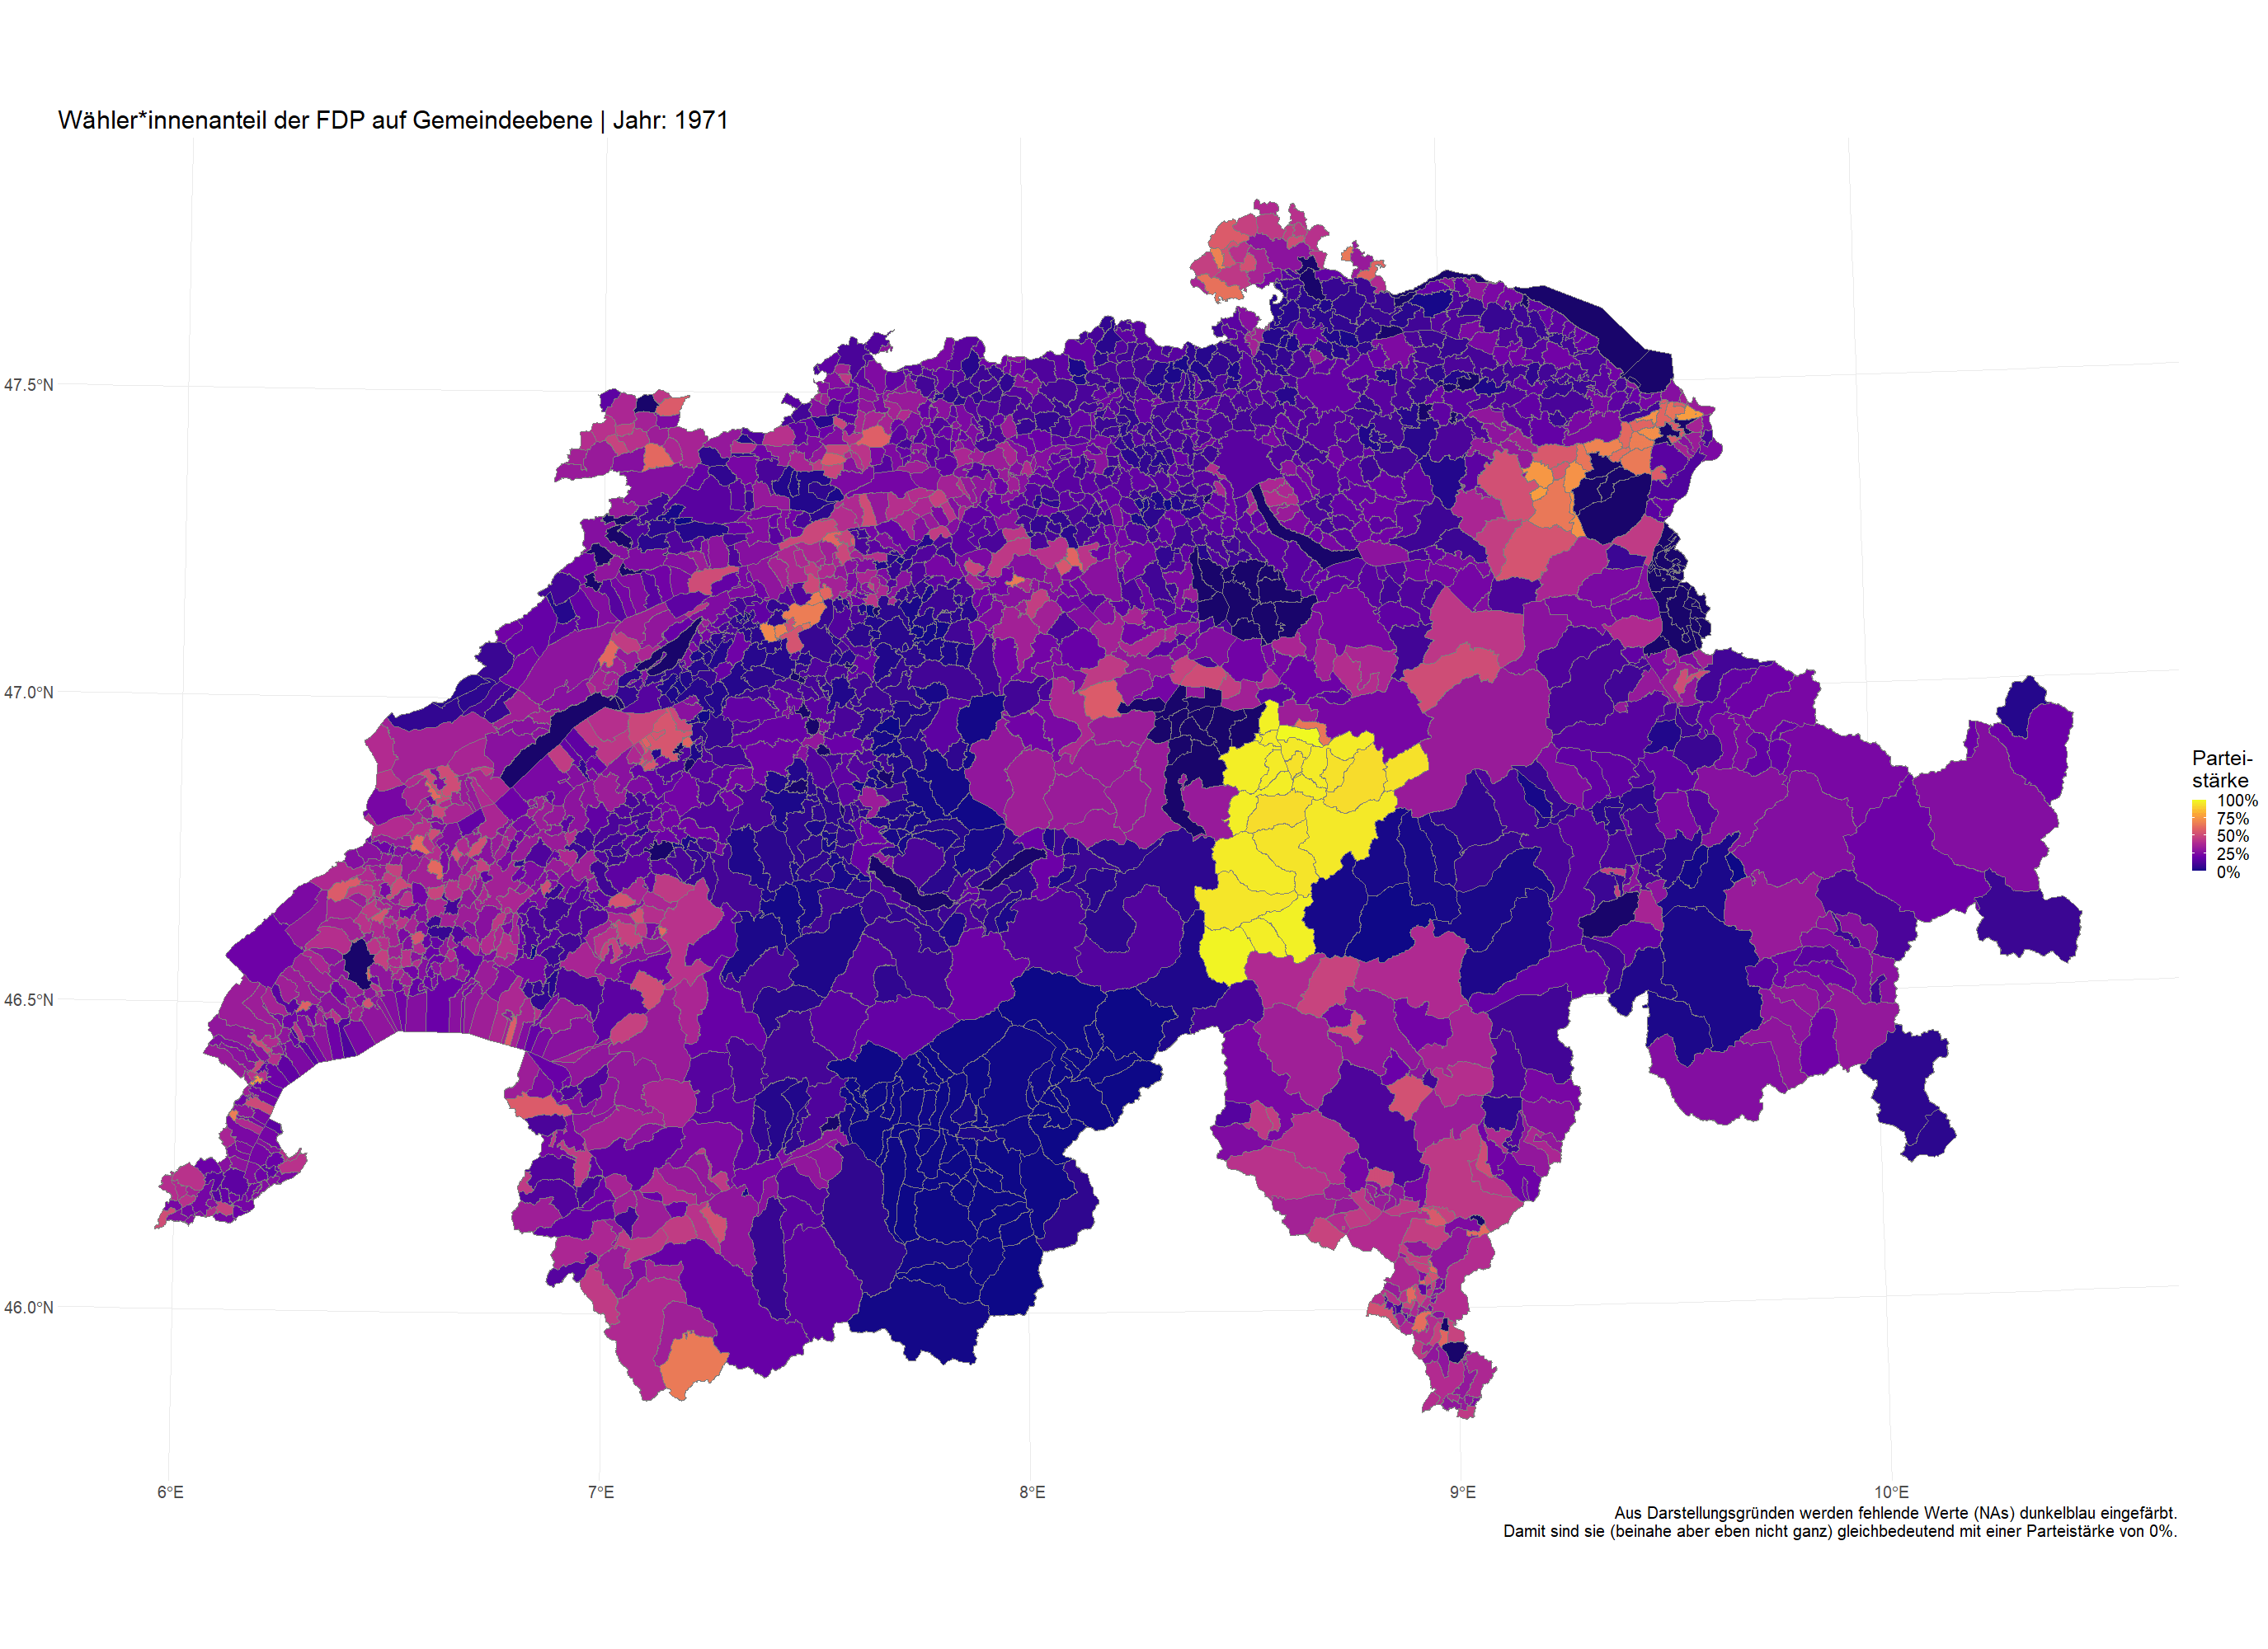 Wähler*innenanteil der FDP auf Gemeindeebene | Jahr: 1971
47.5°N
47.0°N
46.5°N
46.0°N
6°E
7°E
8°E
9°E
10°E
Partei-
stärke
100%
75%
50%
25%
0%
Aus Darstellungsgründen werden fehlende Werte (NAs) dunkelblau eingefärbt.
Damit sind sie (beinahe aber eben nicht ganz) gleichbedeutend mit einer Parteistärke von 0%.